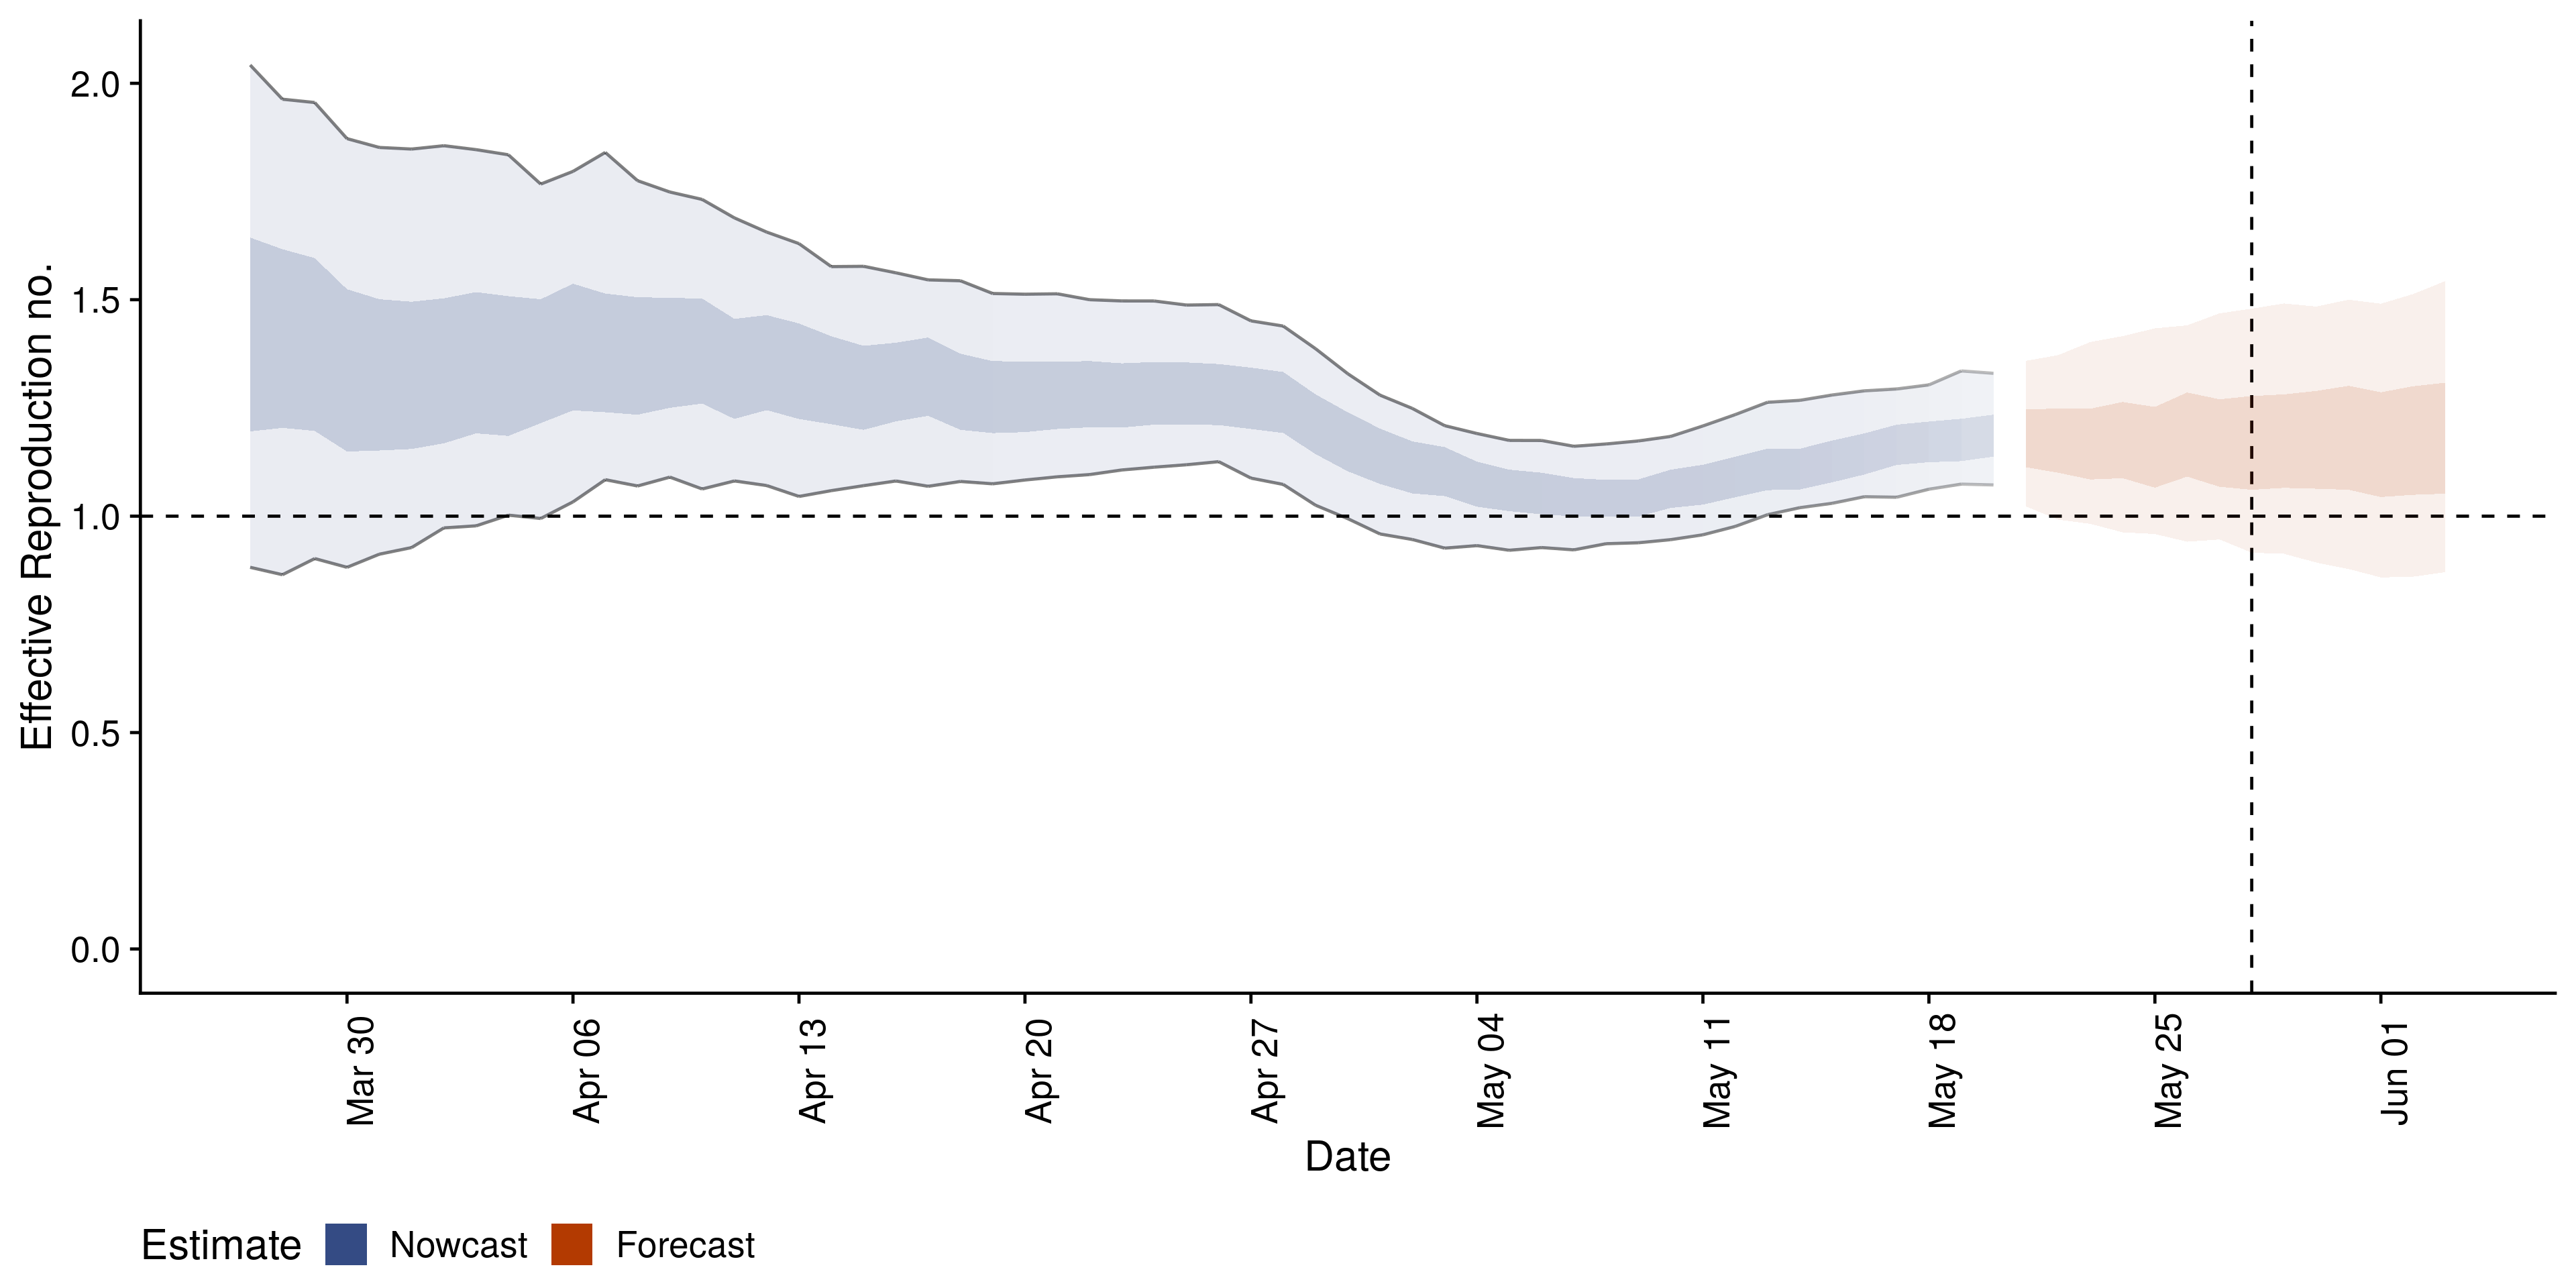 Effective Reproduction no.
2.0
1.5
1.0
0.5
0.0
Mar 30
Apr 06
Apr 13
Apr 20
Apr 27
May 04
May 11
May 18
May 25
Jun 01
Date
Estimate Nowcast Forecast